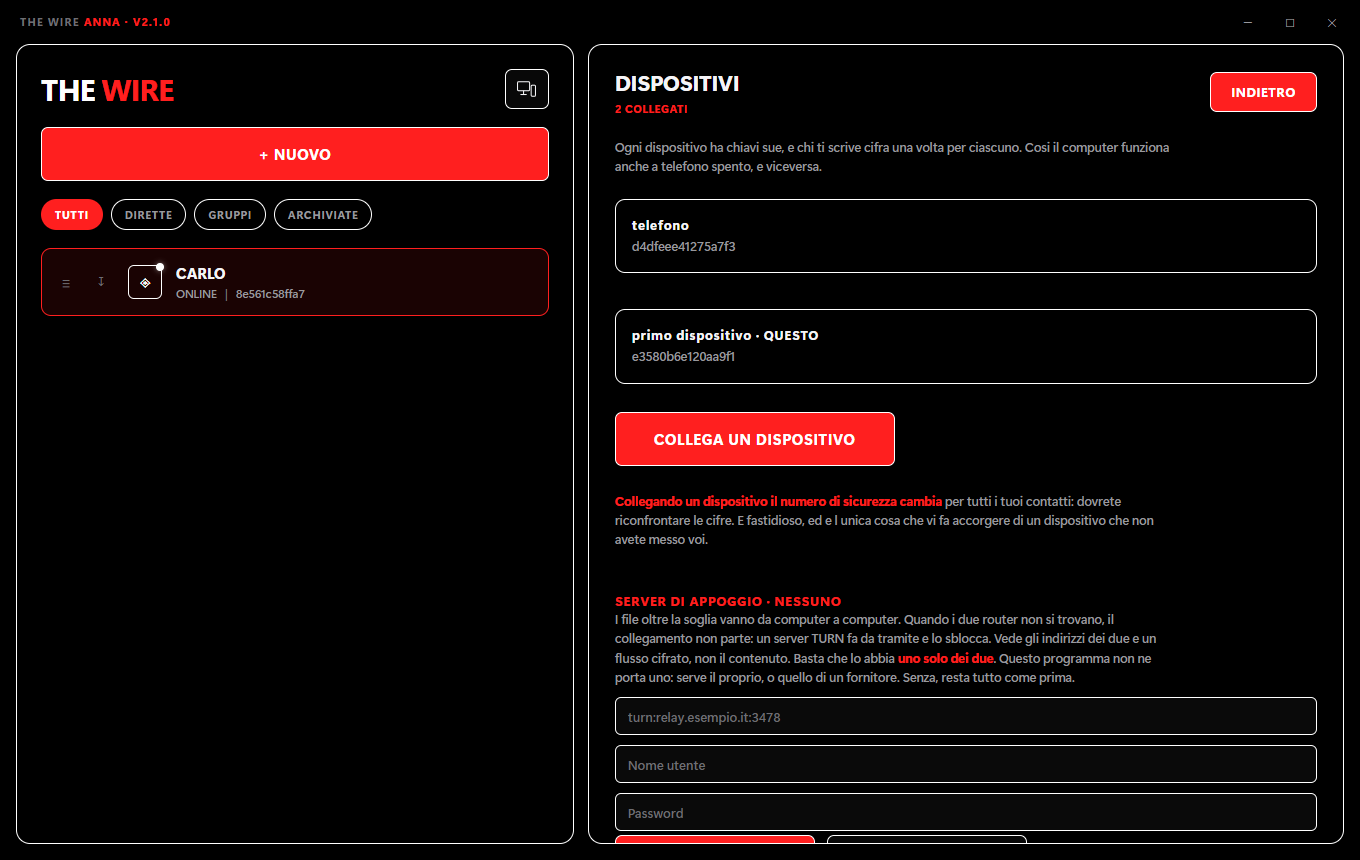 THE WIRE ANNA · V2.1.0
THE WIRE
+ NUOVO
TUTTI
DIRETTE
GRUPPI
ARCHIVIATE
CARLO
ONLINE | 8e561c58ffa7
DISPOSITIVI
2 COLLEGATI
INDIETRO
Ogni dispositivo ha chiavi sue, e chi ti scrive cifra una volta per ciascuno. Cosi il computer funziona
anche a telefono spento, e viceversa.
telefono
d4dfeee41275a7f3
primo dispositivo · QUESTO
e3580b6e120aa9f1
COLLEGA UN DISPOSITIVO
Collegando un dispositivo il numero di sicurezza cambia per tutti i tuoi contatti: dovrete
riconfrontare le cifre. E fastidioso, ed e l unica cosa che vi fa accorgere di un dispositivo che non
avete messo voi.
SERVER DI APPOGGIO · NESSUNO
I file oltre la soglia vanno da computer a computer. Quando i due router non si trovano, il
collegamento non parte: un server TURN fa da tramite e lo sblocca. Vede gli indirizzi dei due e un
flusso cifrato, non il contenuto. Basta che lo abbia uno solo dei due. Questo programma non ne
porta uno: serve il proprio, o quello di un fornitore. Senza, resta tutto come prima.
turn:relay.esempio.it:3478
Nome utente
Password